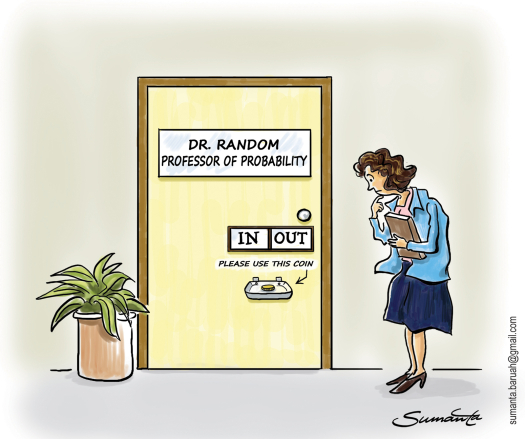 DR. RANDOM
PROFESSOR OF PROBABILITY
IN OUT
PLEASE USE THIS COIN
Sumanta
sumanta.baruah@gmail.com